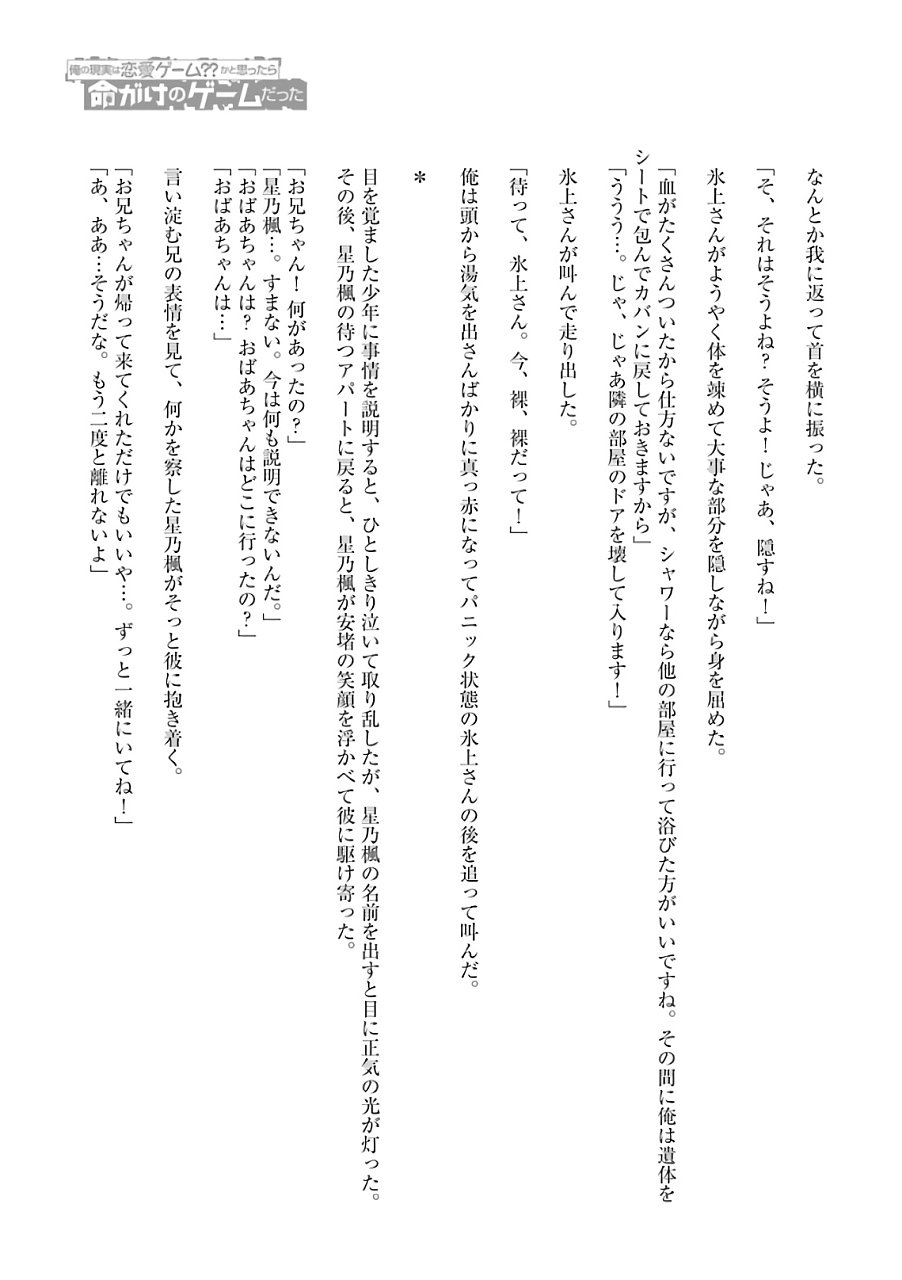 俺の現実は恋愛ゲーム??かと思ったら
命がけのゲームだった
なんとか我に返って首を横に振った。
「そ、それはそうよね？そうよ！じゃあ、隠すね！」
氷上さんがようやく体を竦めて大事な部分を隠しながら身を屈めた。
「血がたくさんついたから仕方ないですが、シャワーなら他の部屋に行って浴びた方がいいですね。その間に俺は遺体を
シートで包んでカバンに戻しておきますから」
「ううう…。じゃ、じゃあ隣の部屋のドアを壊して入ります！」
氷上さんが叫んで走り出した。
「待って、氷上さん。今、裸、裸だって！」
俺は頭から湯気を出さんばかりに真っ赤になってパニック状態の氷上さんの後を追って叫んだ。
＊
目を覚ました少年に事情を説明すると、ひとしきり泣いて取り乱したが、星乃楓の名前を出すと目に正気の光が灯った。
その後、星乃楓の待つアパートに戻ると、星乃楓が安堵の笑顔を浮かべて彼に駆け寄った。
「お兄ちゃん！何があったの？」
「星乃楓…。すまない。今は何も説明できないんだ。」
「おばあちゃんは？おばあちゃんはどこに行ったの？」
「おばあちゃんは…」
言い淀む兄の表情を見て、何かを察した星乃楓がそっと彼に抱き着く。
「お兄ちゃんが帰って来てくれただけでもいいや…。ずっと一緒にいてね！」
「あ、ああ…そうだな。もう二度と離れないよ」